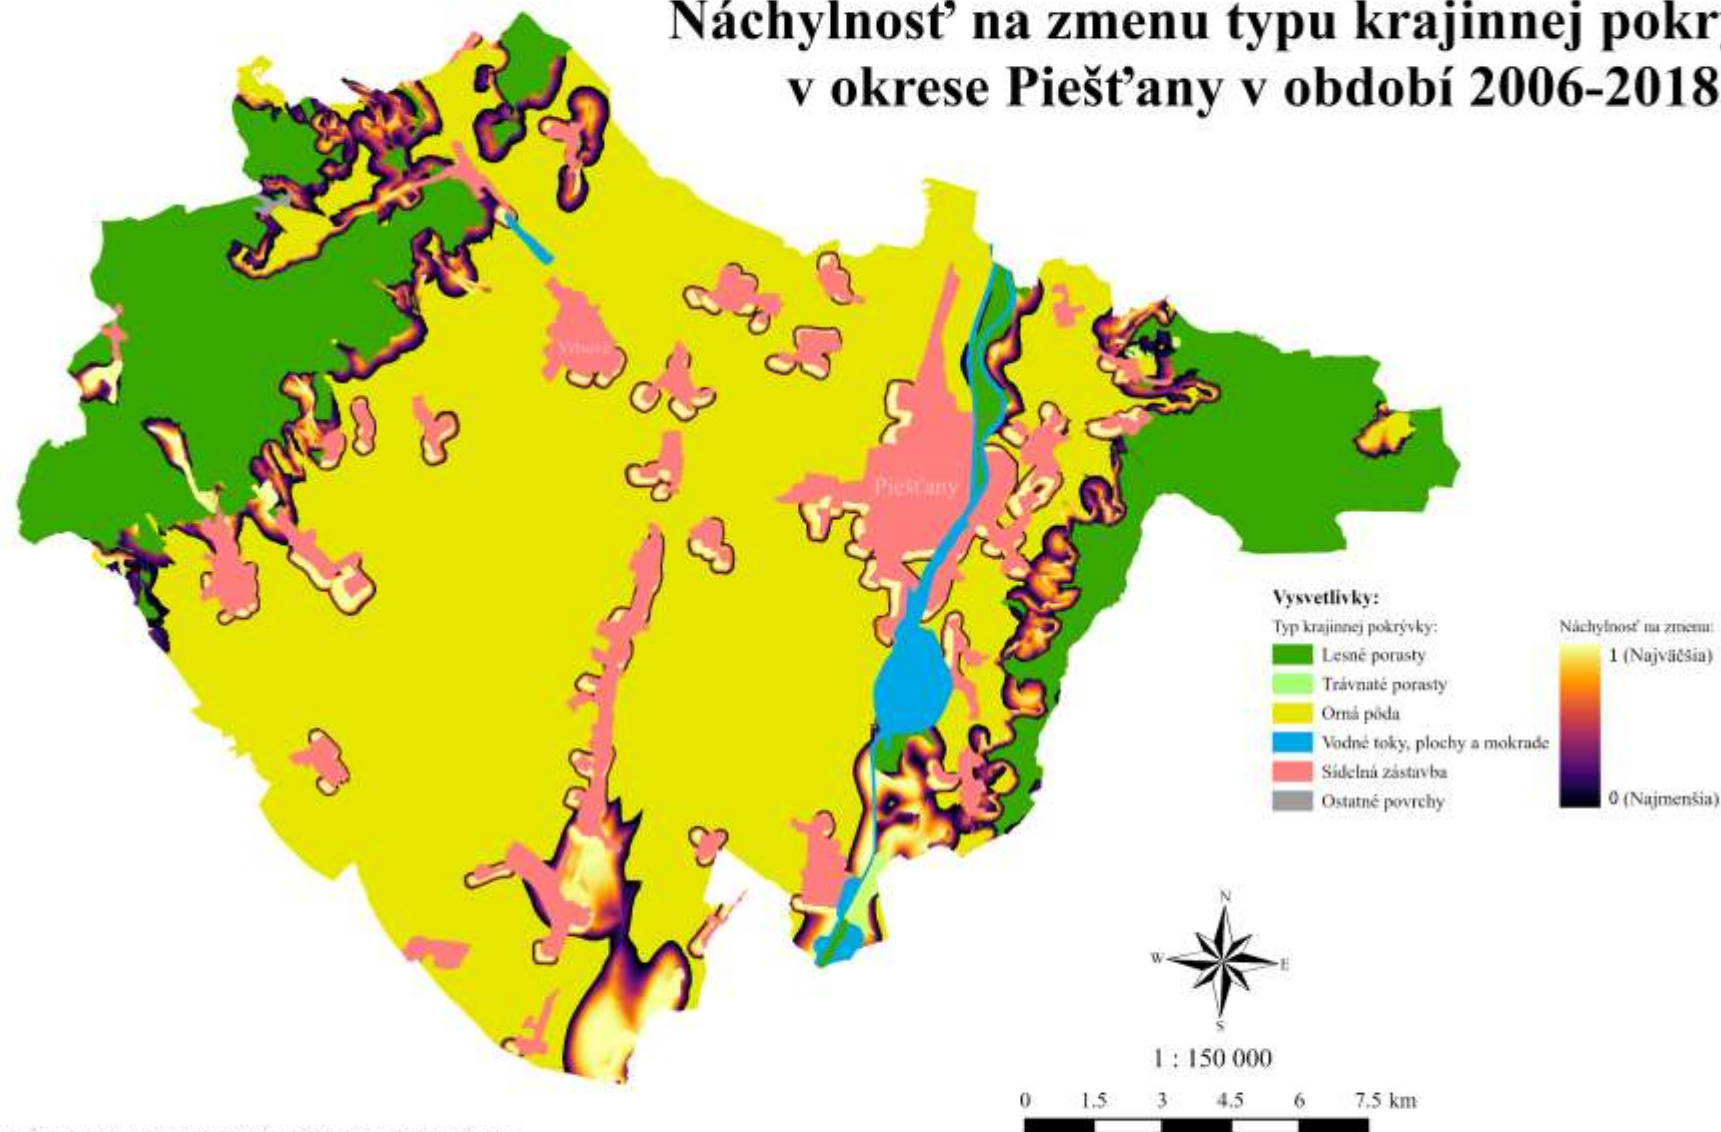 Náchylnosť na zmenu typu krajinnej
v okrese Piešťany v období 2006-2018
Vrbové
Piešťany
Vysvetlivky:
Typ krajinnej pokrývky:
Lesné porasty
Trávnaté porasty
Orná pôda
Vodné toky, plochy a mokrade
Sídelná zástavba
Ostatné povrchy
Náchylnosť na zmenu:
1 (Najväčšia)
0 (Najmenšia)
N
W
E
S
1 : 150 000
0 1.5 3 4.5 6 7.5 km